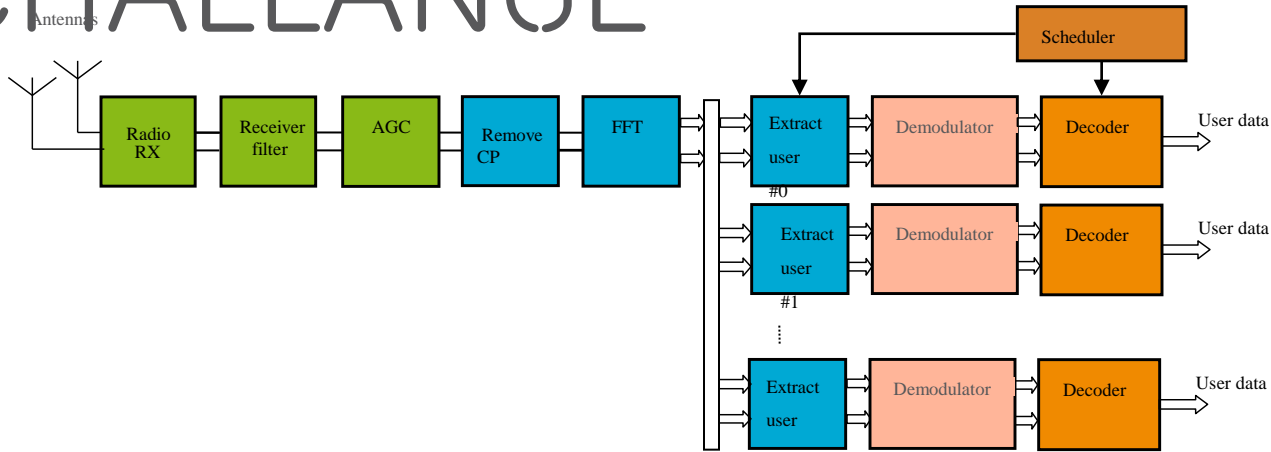 CHALLANGE
Antennas
Scheduler
Radio
RX
Receiver
filter
AGC
Remove
CP
FFT
Extract
user
#0
Demodulator
Decoder
User data
Extract
user
#1
Demodulator
Decoder
User data
Extract
user
Demodulator
Decoder
User data